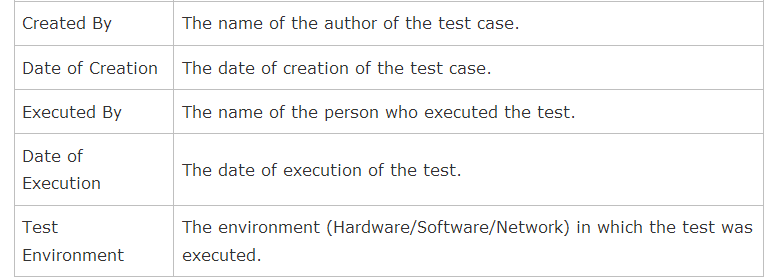 Created By
The name of the author of the test case.
Date of Creation
The date of creation of the test case.
Executed By
The name of the person who executed the test.
Date of
Execution
The date of execution of the test.
Test
Environment
The environment (Hardware/Software/Network) in which the test was
executed.